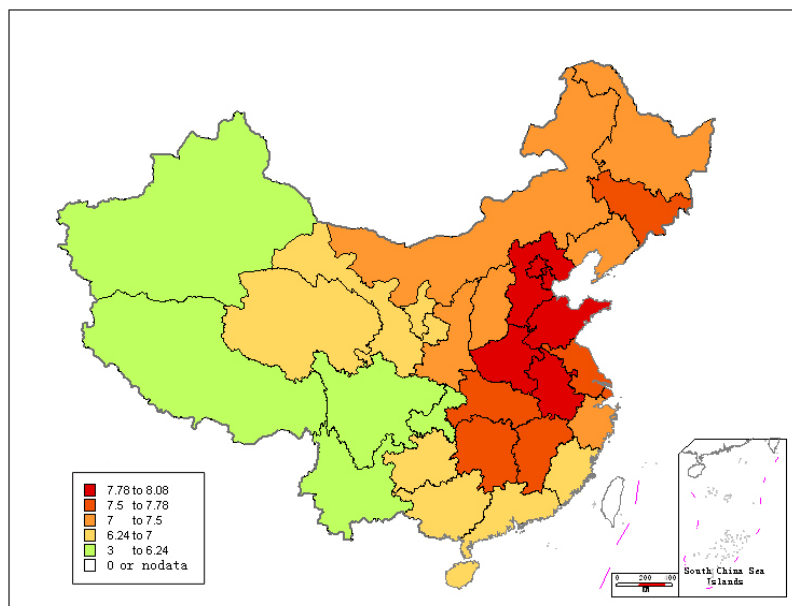 7.78 to 8.08
7.5 to 7.78
7 to 7.5
6.24 to 7
3 to 6.24
0 or nodata
South China Sea
Islands
0 200 400
KM